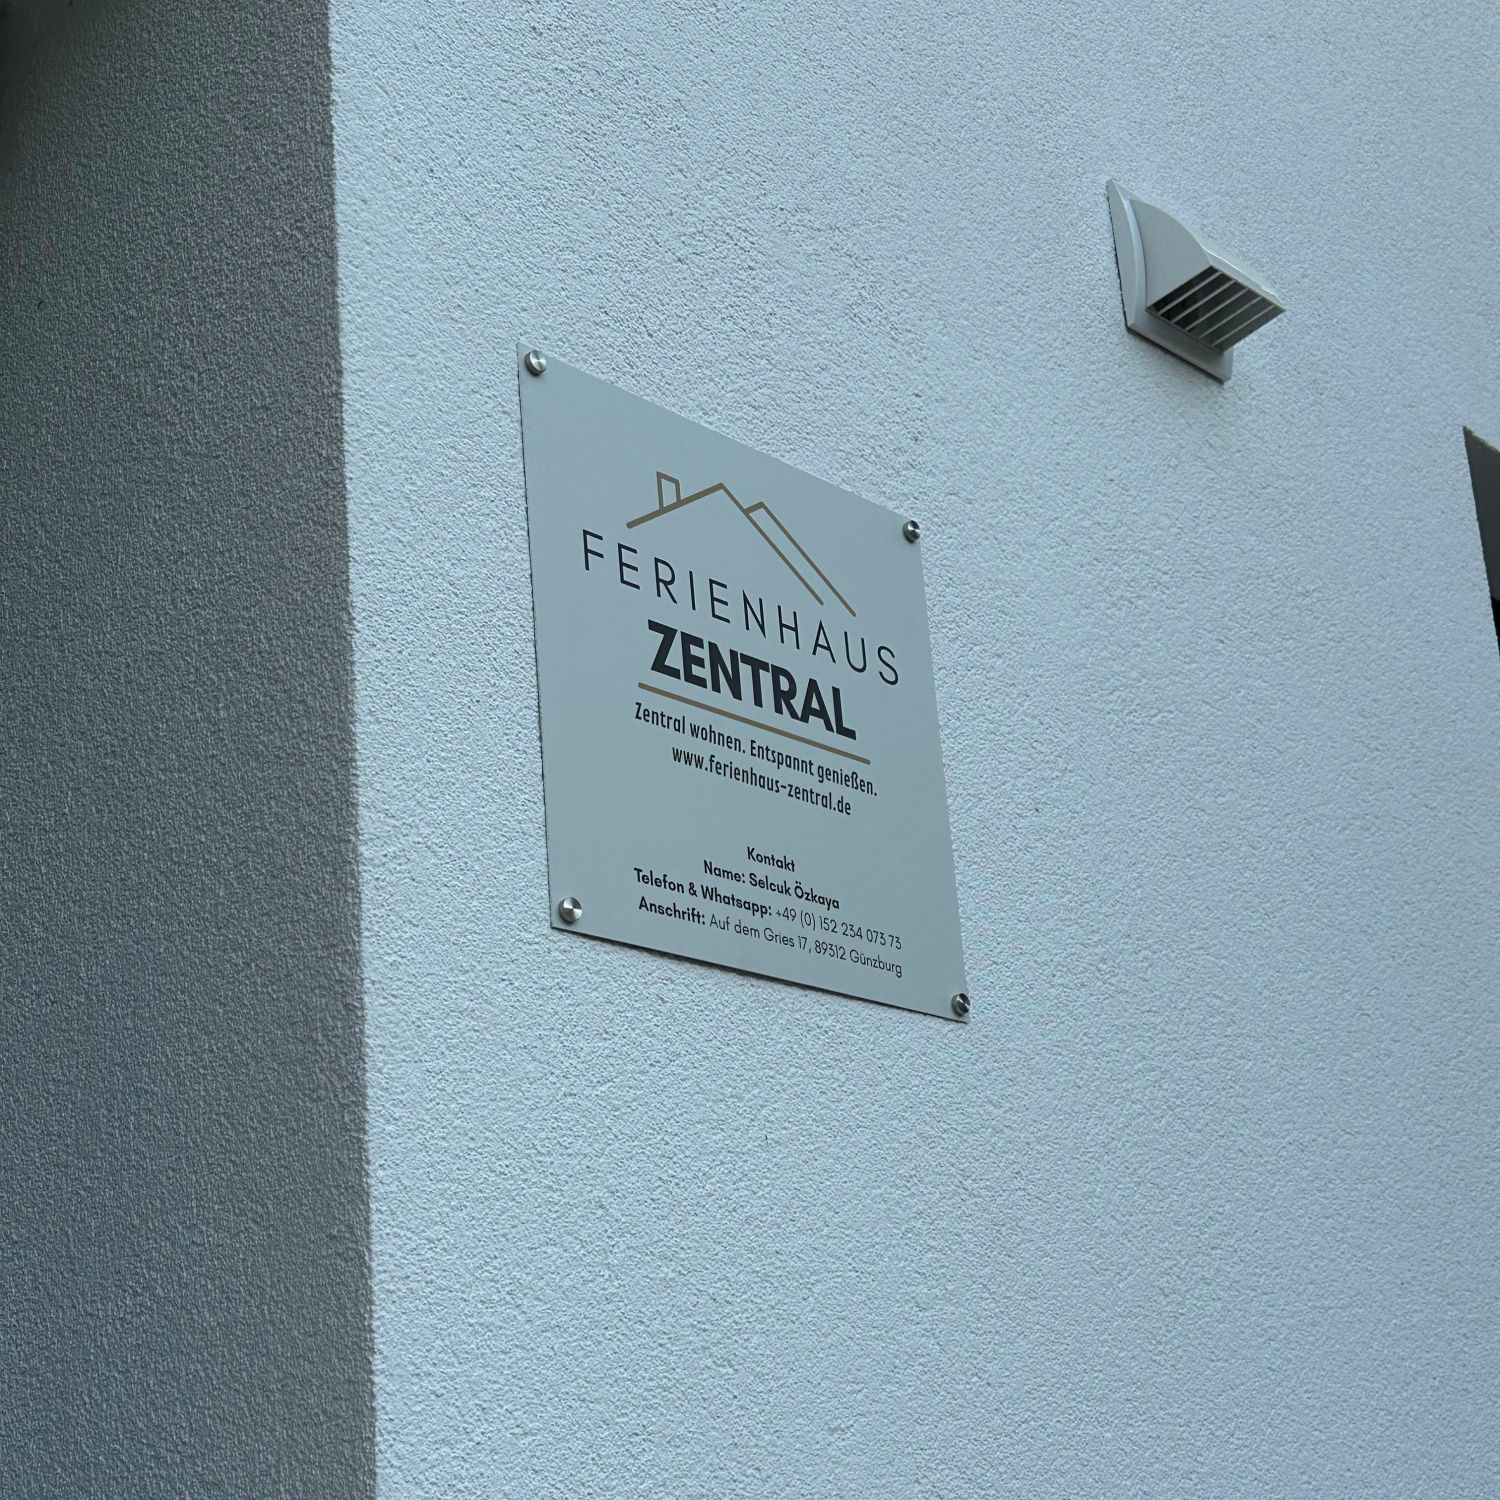 FERIENHAUS
ZENTRAL
Zentral wohnen. Entspannt genießen.
www.ferienhaus-zentral.de
Kontakt
Name: Selcuk Özkaya
Telefon & Whatsapp: +49 (0) 152 234 073 73
Anschrift: Auf dem Gries 17, 89312 Günzburg